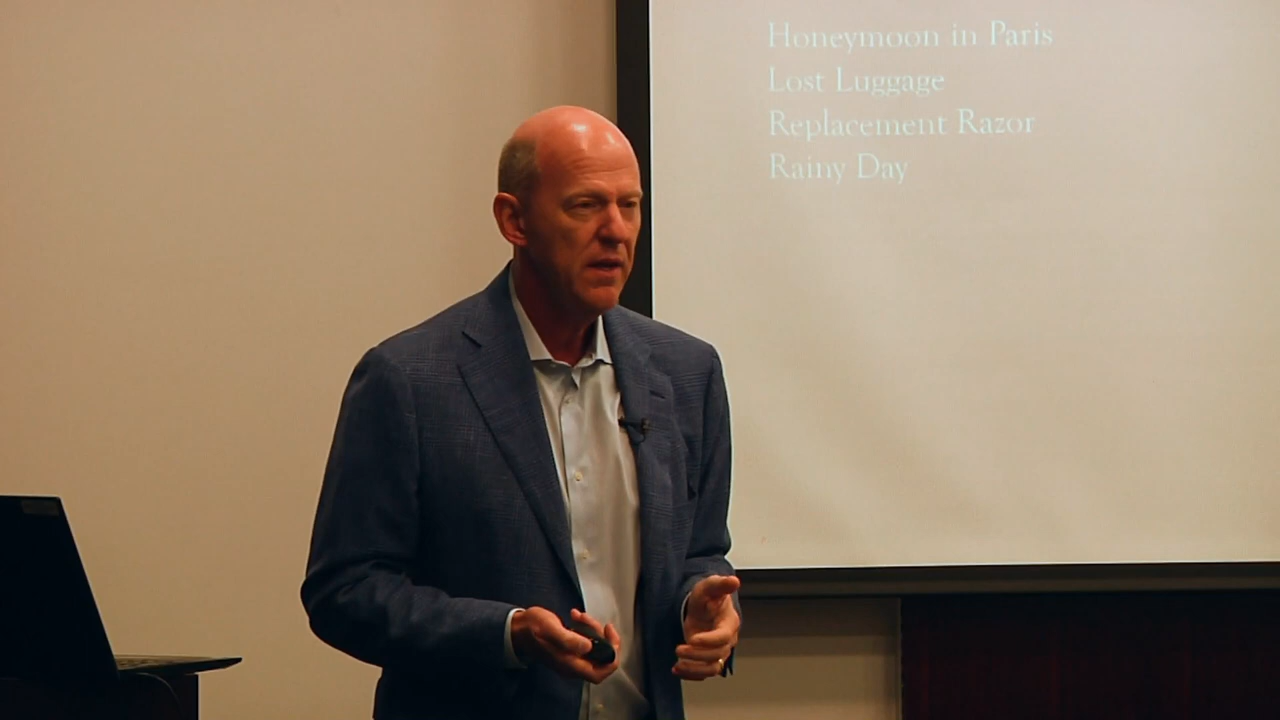 Honeymoon in Paris
Lost Luggage
Replacement Razor
Rainy Day